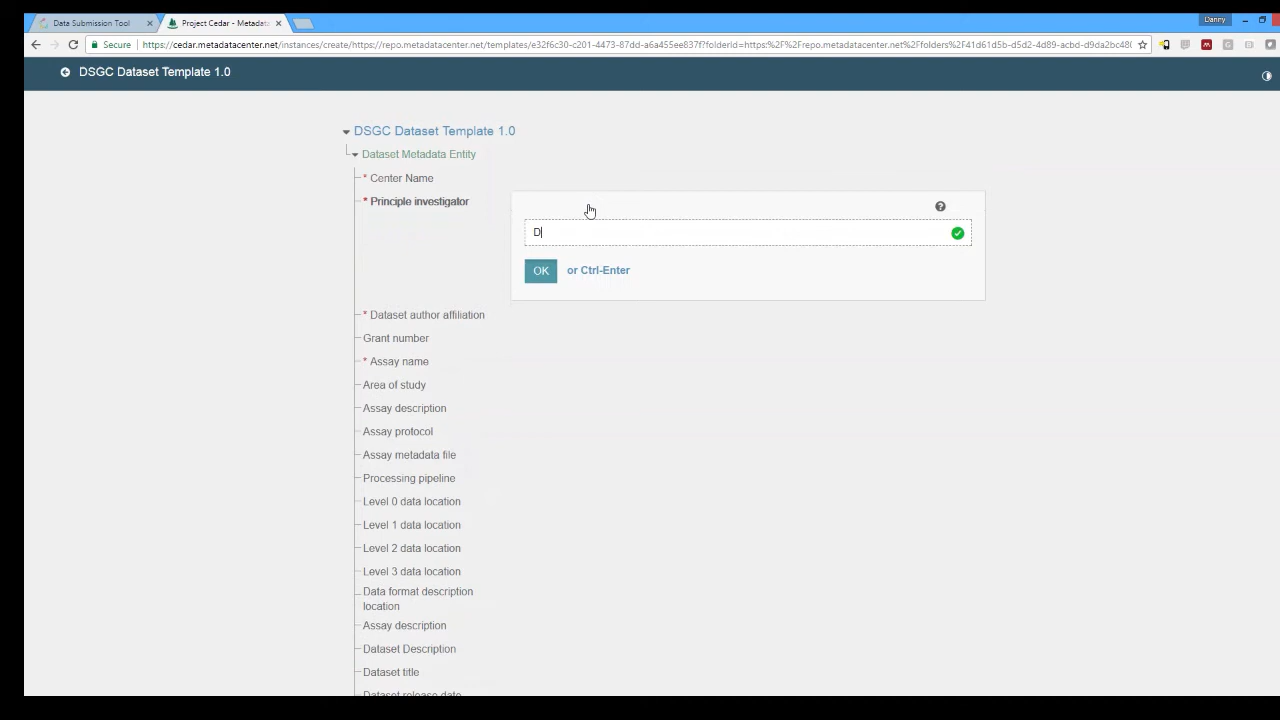 Data Submission Tool
Project Cedar - Metadata
Danny
Secure
https://cedar.metadatacenter.net/instances/create/https://repo.metadatacenter.net/templates/e32f6c30-c201-4473-87dd-a6a455ee837f?folderId=https:%2F%2Frepo.metadatacenter.net%2Ffolders%2F41d61d5b-d5d2-4d89-acbd-d9da2bc480
DSGC Dataset Template 1.0
DSGC Dataset Template 1.0
Dataset Metadata Entity
* Center Name
* Principle investigator
D
OK or Ctrl-Enter
* Dataset author affiliation
Grant number
* Assay name
Area of study
Assay description
Assay protocol
Assay metadata file
Processing pipeline
Level 0 data location
Level 1 data location
Level 2 data location
Level 3 data location
Data format description
location
Assay description
Dataset Description
Dataset title
Dataset release date